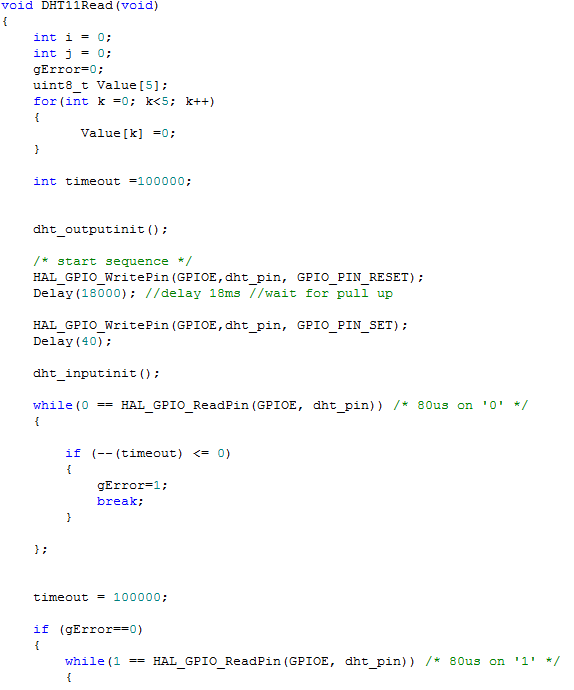 void DHT11Read(void)
{
    int i = 0;
    int j = 0;
    gError=0;
    uint8_t Value[5];
    for(int k =0; k<5; k++)
    {
          Value[k] =0;
    }
    int timeout =100000;
    dht_outputinit();
    /* start sequence */
    HAL_GPIO_WritePin(GPIOE,dht_pin, GPIO_PIN_RESET);
    Delay(18000); //delay 18ms //wait for pull up
    HAL_GPIO_WritePin(GPIOE,dht_pin, GPIO_PIN_SET);
    Delay(40);
    dht_inputinit();
    while(0 == HAL_GPIO_ReadPin(GPIOE, dht_pin)) /* 80us on '0' */
    {
        if (--(timeout) <= 0)
        {
            gError=1;
            break;
        }
    };
    timeout = 100000;
    if (gError==0)
    {
        while(1 == HAL_GPIO_ReadPin(GPIOE, dht_pin)) /* 80us on '1' */
        {